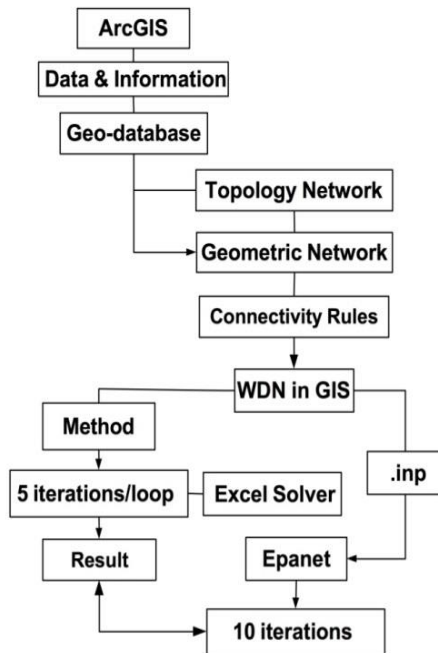 ArcGIS
Data & Information
Geo-database
Topology Network
Geometric Network
Connectivity Rules
WDN in GIS
Method
.inp
5 iterations/loop
Excel Solver
Result
Epanet
10 iterations